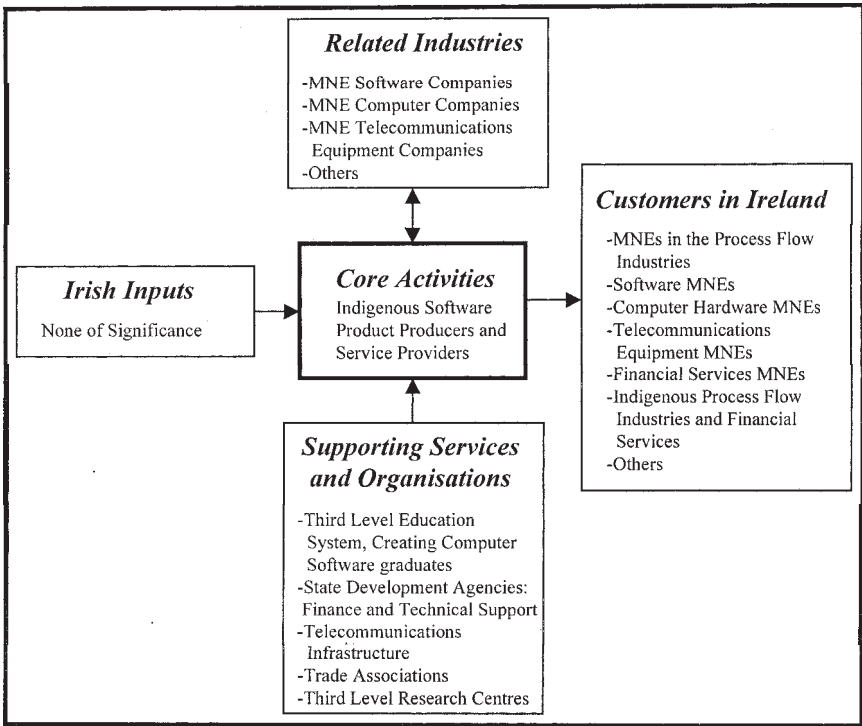 Related Industries
-MNE Software Companies
-MNE Computer Companies
-MNE Telecommunications
Equipment Companies
-Others
Irish Inputs
None of Significance
Core Activities
Indigenous Software
Product Producers and
Service Providers
Customers in Ireland
-MNEs in the Process Flow
Industries
-Software MNEs
-Computer Hardware MNEs
-Telecommunications
Equipment MNEs
-Financial Services MNEs
-Indigenous Process Flow
Industries and Financial
Services
-Others
Supporting Services
and Organisations
-Third Level Education
System, Creating Computer
Software graduates
-State Development Agencies:
Finance and Technical Support
-Telecommunications
Infrastructure
-Trade Associations
-Third Level Research Centres